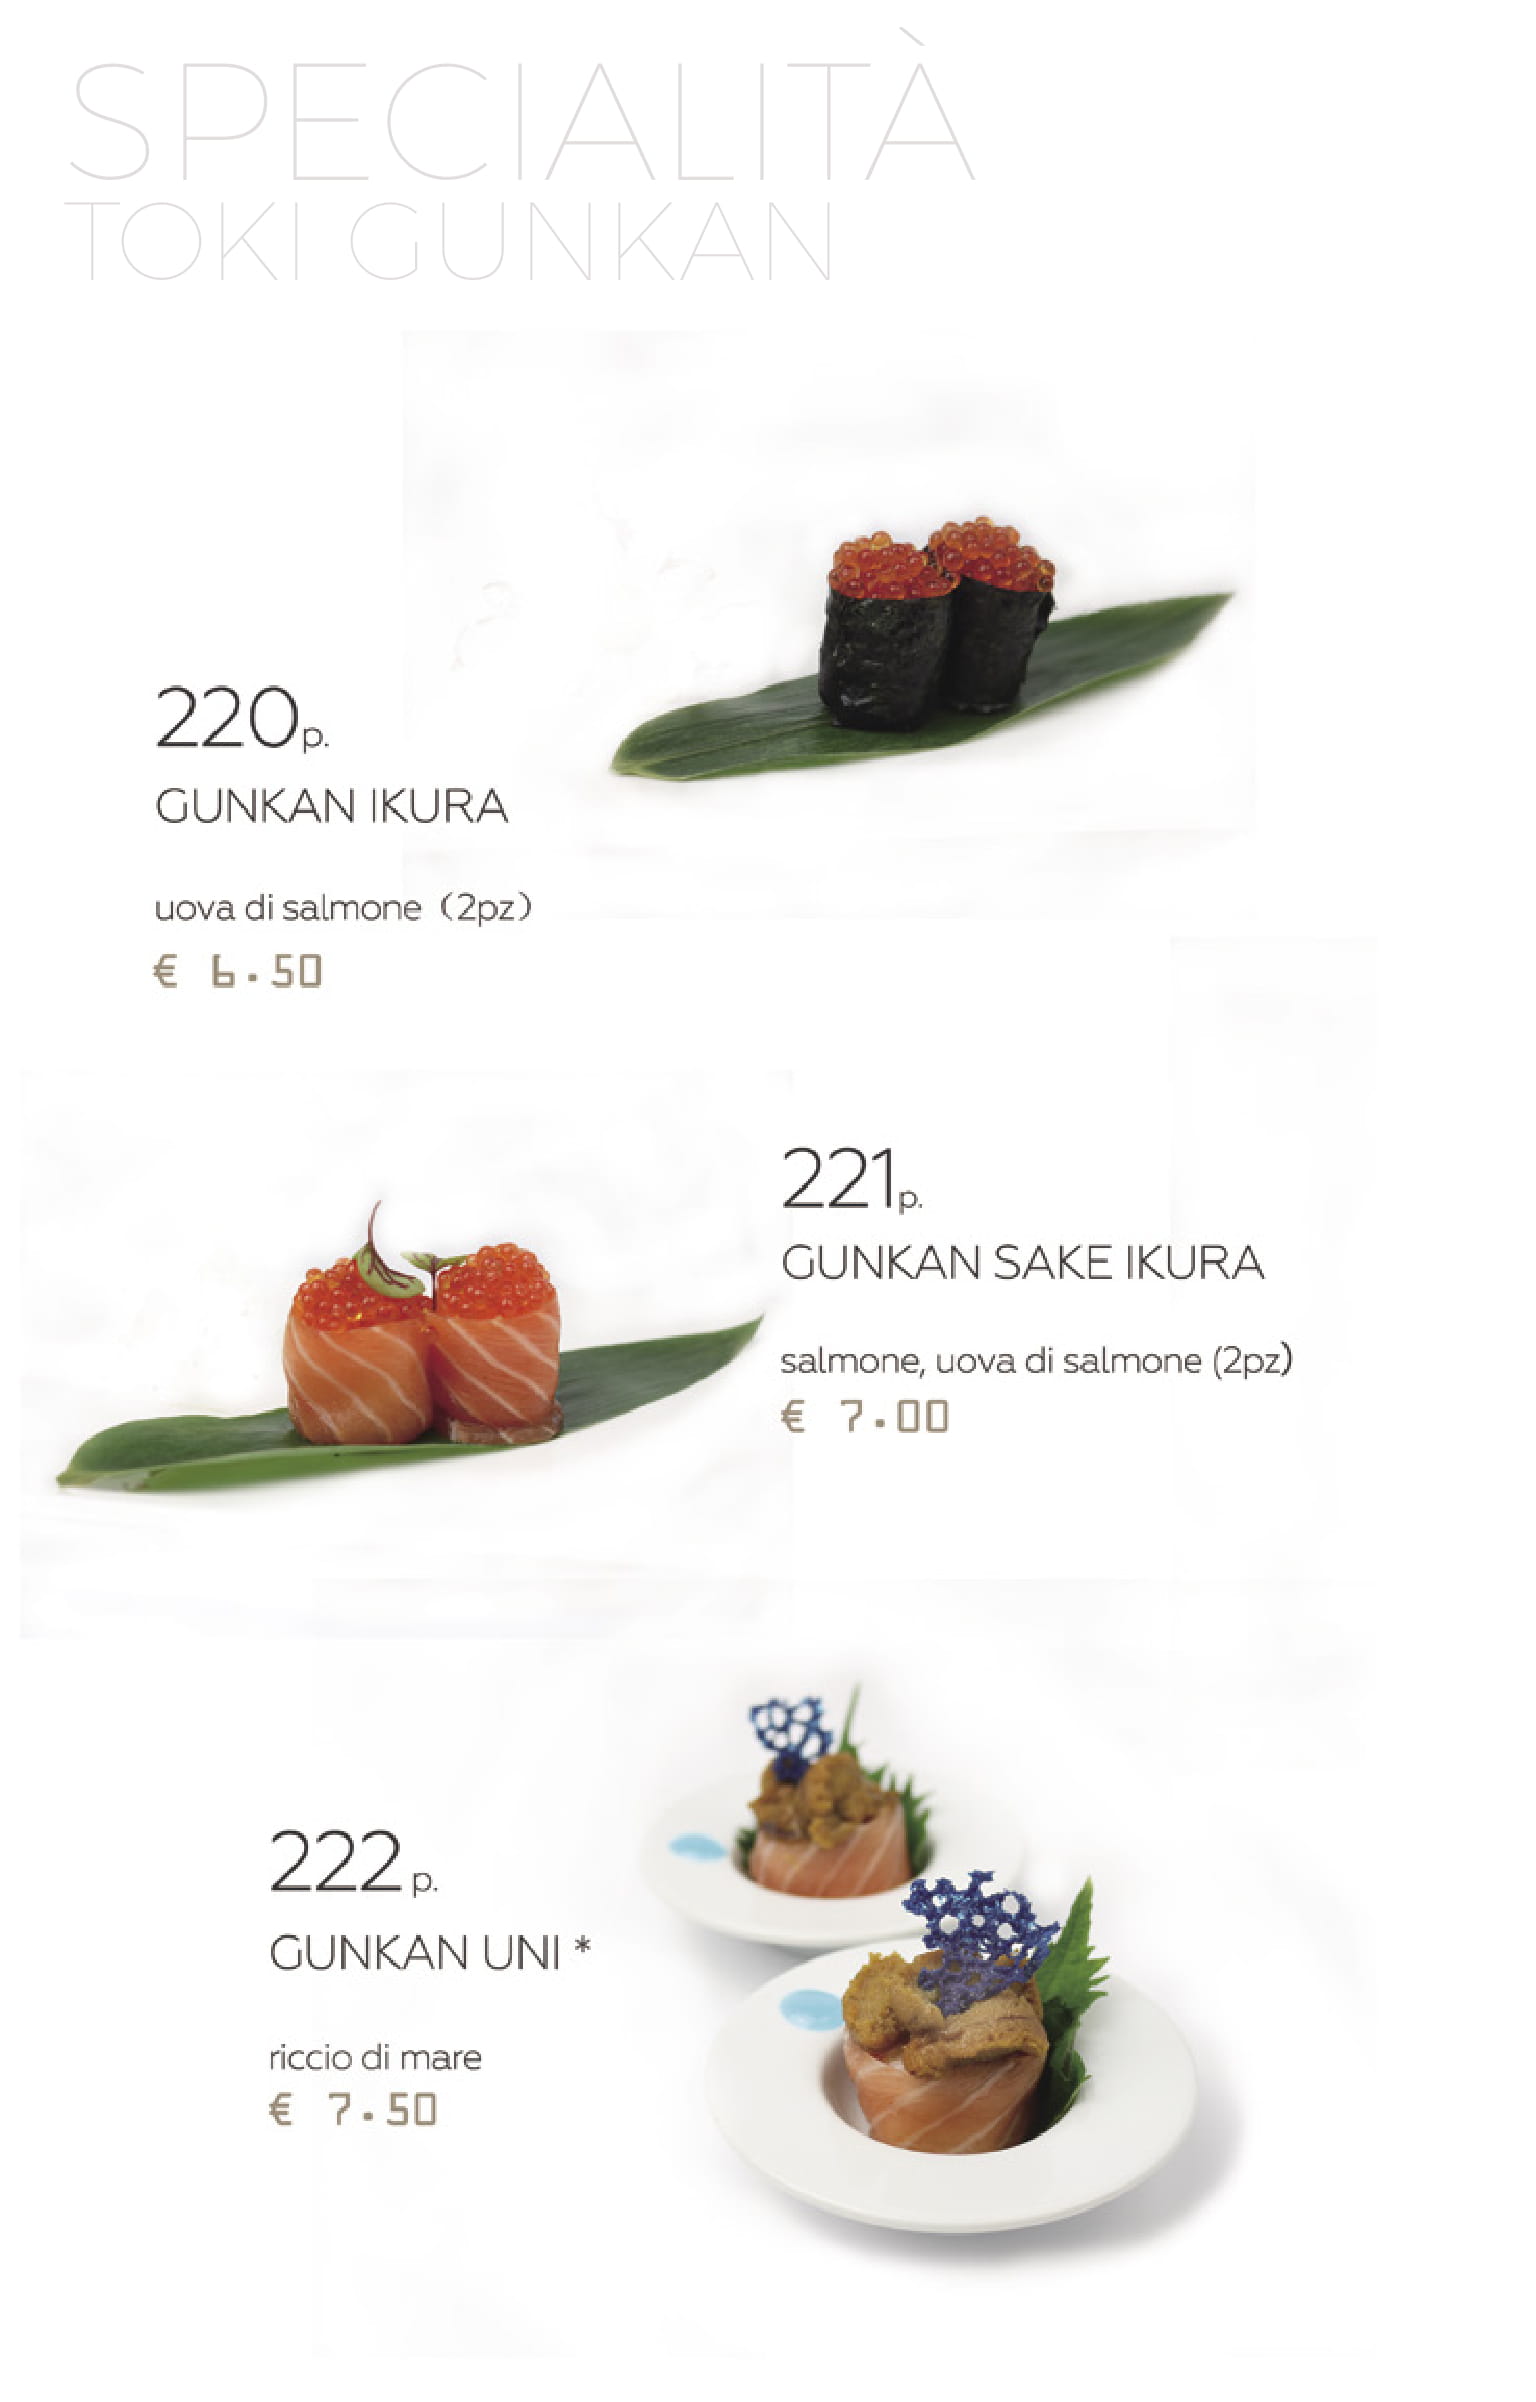 SPECIALITÀ
TOKI GUNKAN
220p.
GUNKAN IKURA
uova di salmone (2pz)
€ 6.50
221p.
GUNKAN SAKE IKURA
salmone, uova di salmone (2pz)
€ 7.00
222 p.
GUNKAN UNI *
riccio di mare
€ 7.50